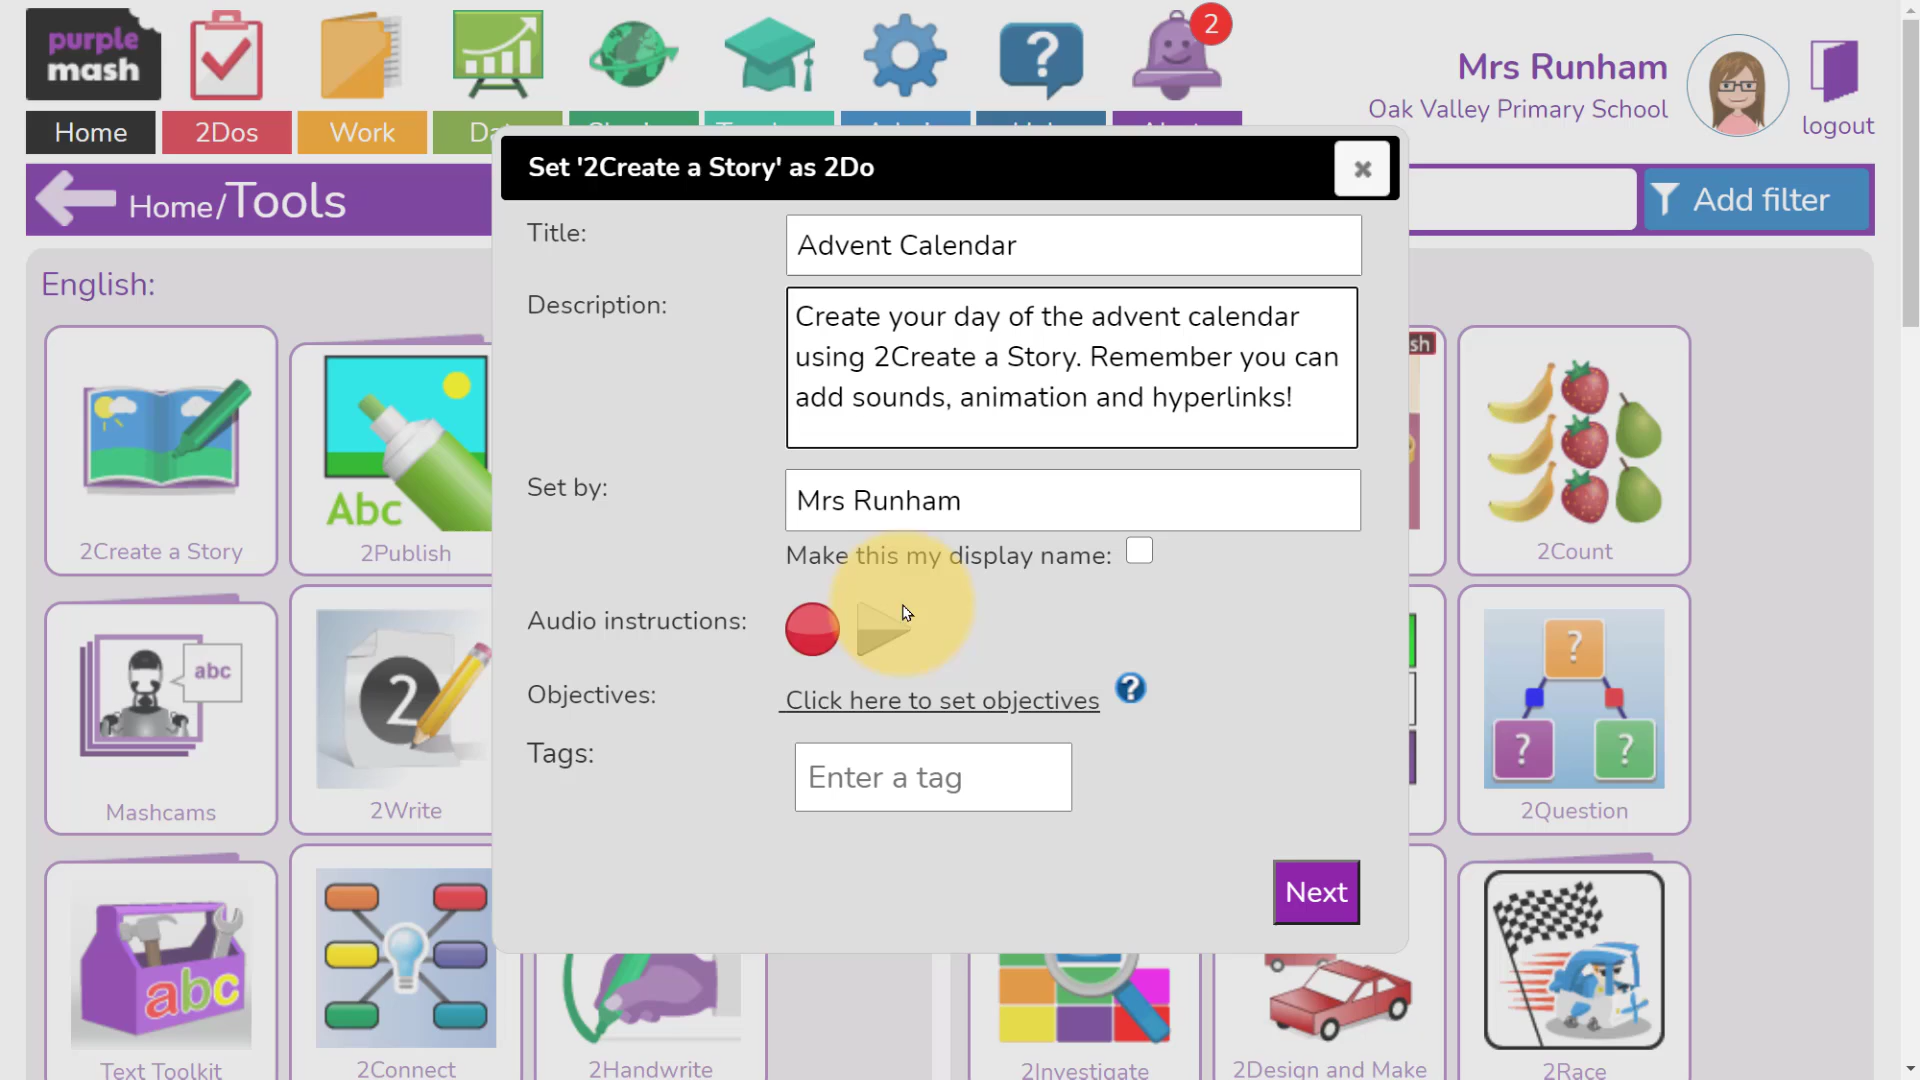 purple
mash
2
Mrs Runham
Oak Valley Primary School
logout
Home
2Dos
Work
Set '2Create a Story' as 2Do
Home/Tools
Add filter
Title:
Advent Calendar
Description:
Create your day of the advent calendar
using 2Create a Story. Remember you can
add sounds, animation and hyperlinks!
Set by:
Mrs Runham
Make this my display name:
Audio instructions:
Objectives:
Click here to set objectives
?
Tags:
Enter a tag
Next
English:
Abc
2Create a Story
2Publish
2Count
abc
2
?
?
?
Mashcams
2Write
2Question
abc
Text Toolkit
2Connect
2Handwrite
2Investigate
2Design and Make
2Race